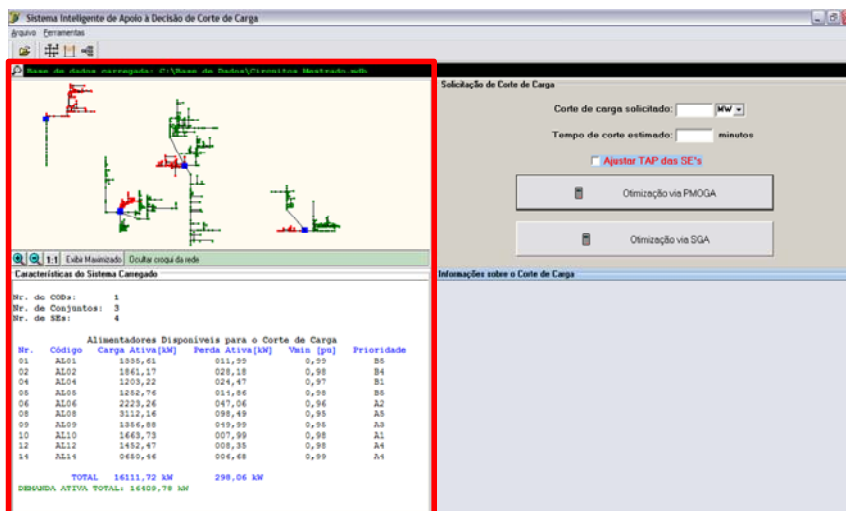 Sistema Inteligente de Apoio à Decisão de Corte de Carga
Arquivo Ferramentas
Base de dados carregada: C:\Base de Dados\Circuitos Mestrado.mdb
Solicitação de Corte de Carga
Corte de carga solicitado: MW
Tempo de corte estimado: minutos
Ajustar TAP das SE's
Otimização via PMOGA
Otimização via SGA
1:1 Exibir Maximizado Ocultar croqui da rede
Características do Sistema Carregado
Informações sobre o Corte de Carga
Nr. de CODs: 1
Nr. de Conjuntos: 3
Nr. de SEs: 4
Alimentadores Disponíveis para o Corte de Carga
Nr. Código Carga Ativa[kW] Perda Ativa[kW] Vmin [pu] Prioridade
01 AL01 1335,61 011,99 0,99 B5
02 AL02 1861,17 028,18 0,98 B4
04 AL04 1203,22 024,47 0,97 B1
05 AL05 1252,76 014,86 0,98 B5
06 AL06 2223,26 047,06 0,96 A2
08 AL08 3112,16 098,49 0,95 A5
09 AL09 1356,88 049,99 0,95 A3
10 AL10 1663,73 007,99 0,98 A1
12 AL12 1452,47 008,35 0,98 A4
14 AL14 0650,46 006,68 0,99 A4
TOTAL 16111,72 kW 298,06 kW
DEMANDA ATIVA TOTAL: 16409,78 kW